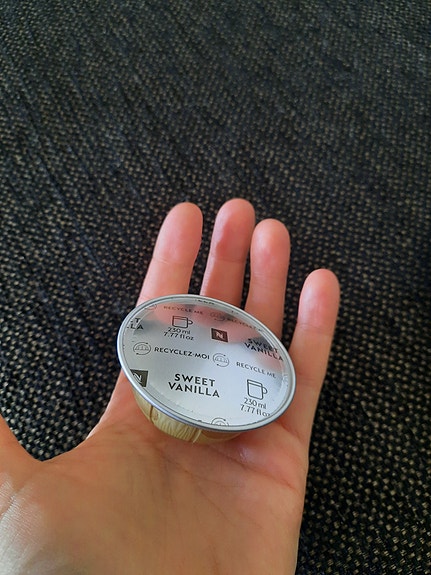 RECYCLE ME
LLA
230 ml
7.77 fl oz
N
SWEET
VANILLA
RECYCLEZ-MOI
RECYCLE ME
SWEET
VANILLA
230 ml
7.77 fl oz